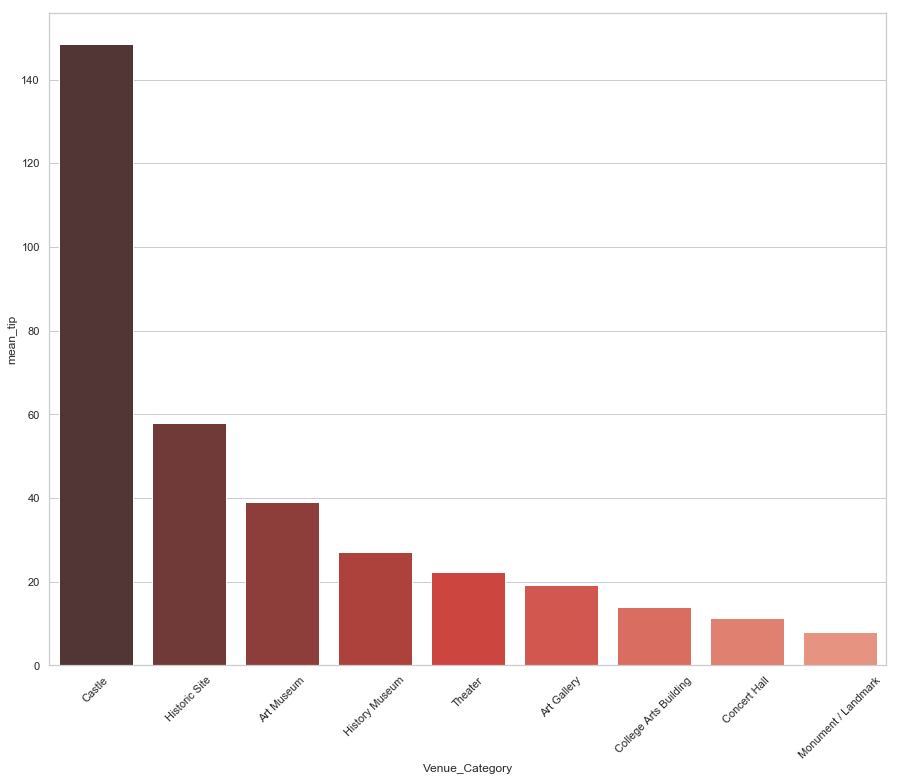 140
120
100
80
60
40
20
0
mean_tip
Castle
Historic Site
Art Museum
History Museum
Theater
Art Gallery
College Arts Building
Concert Hall
Monument / Landmark
Venue_Category